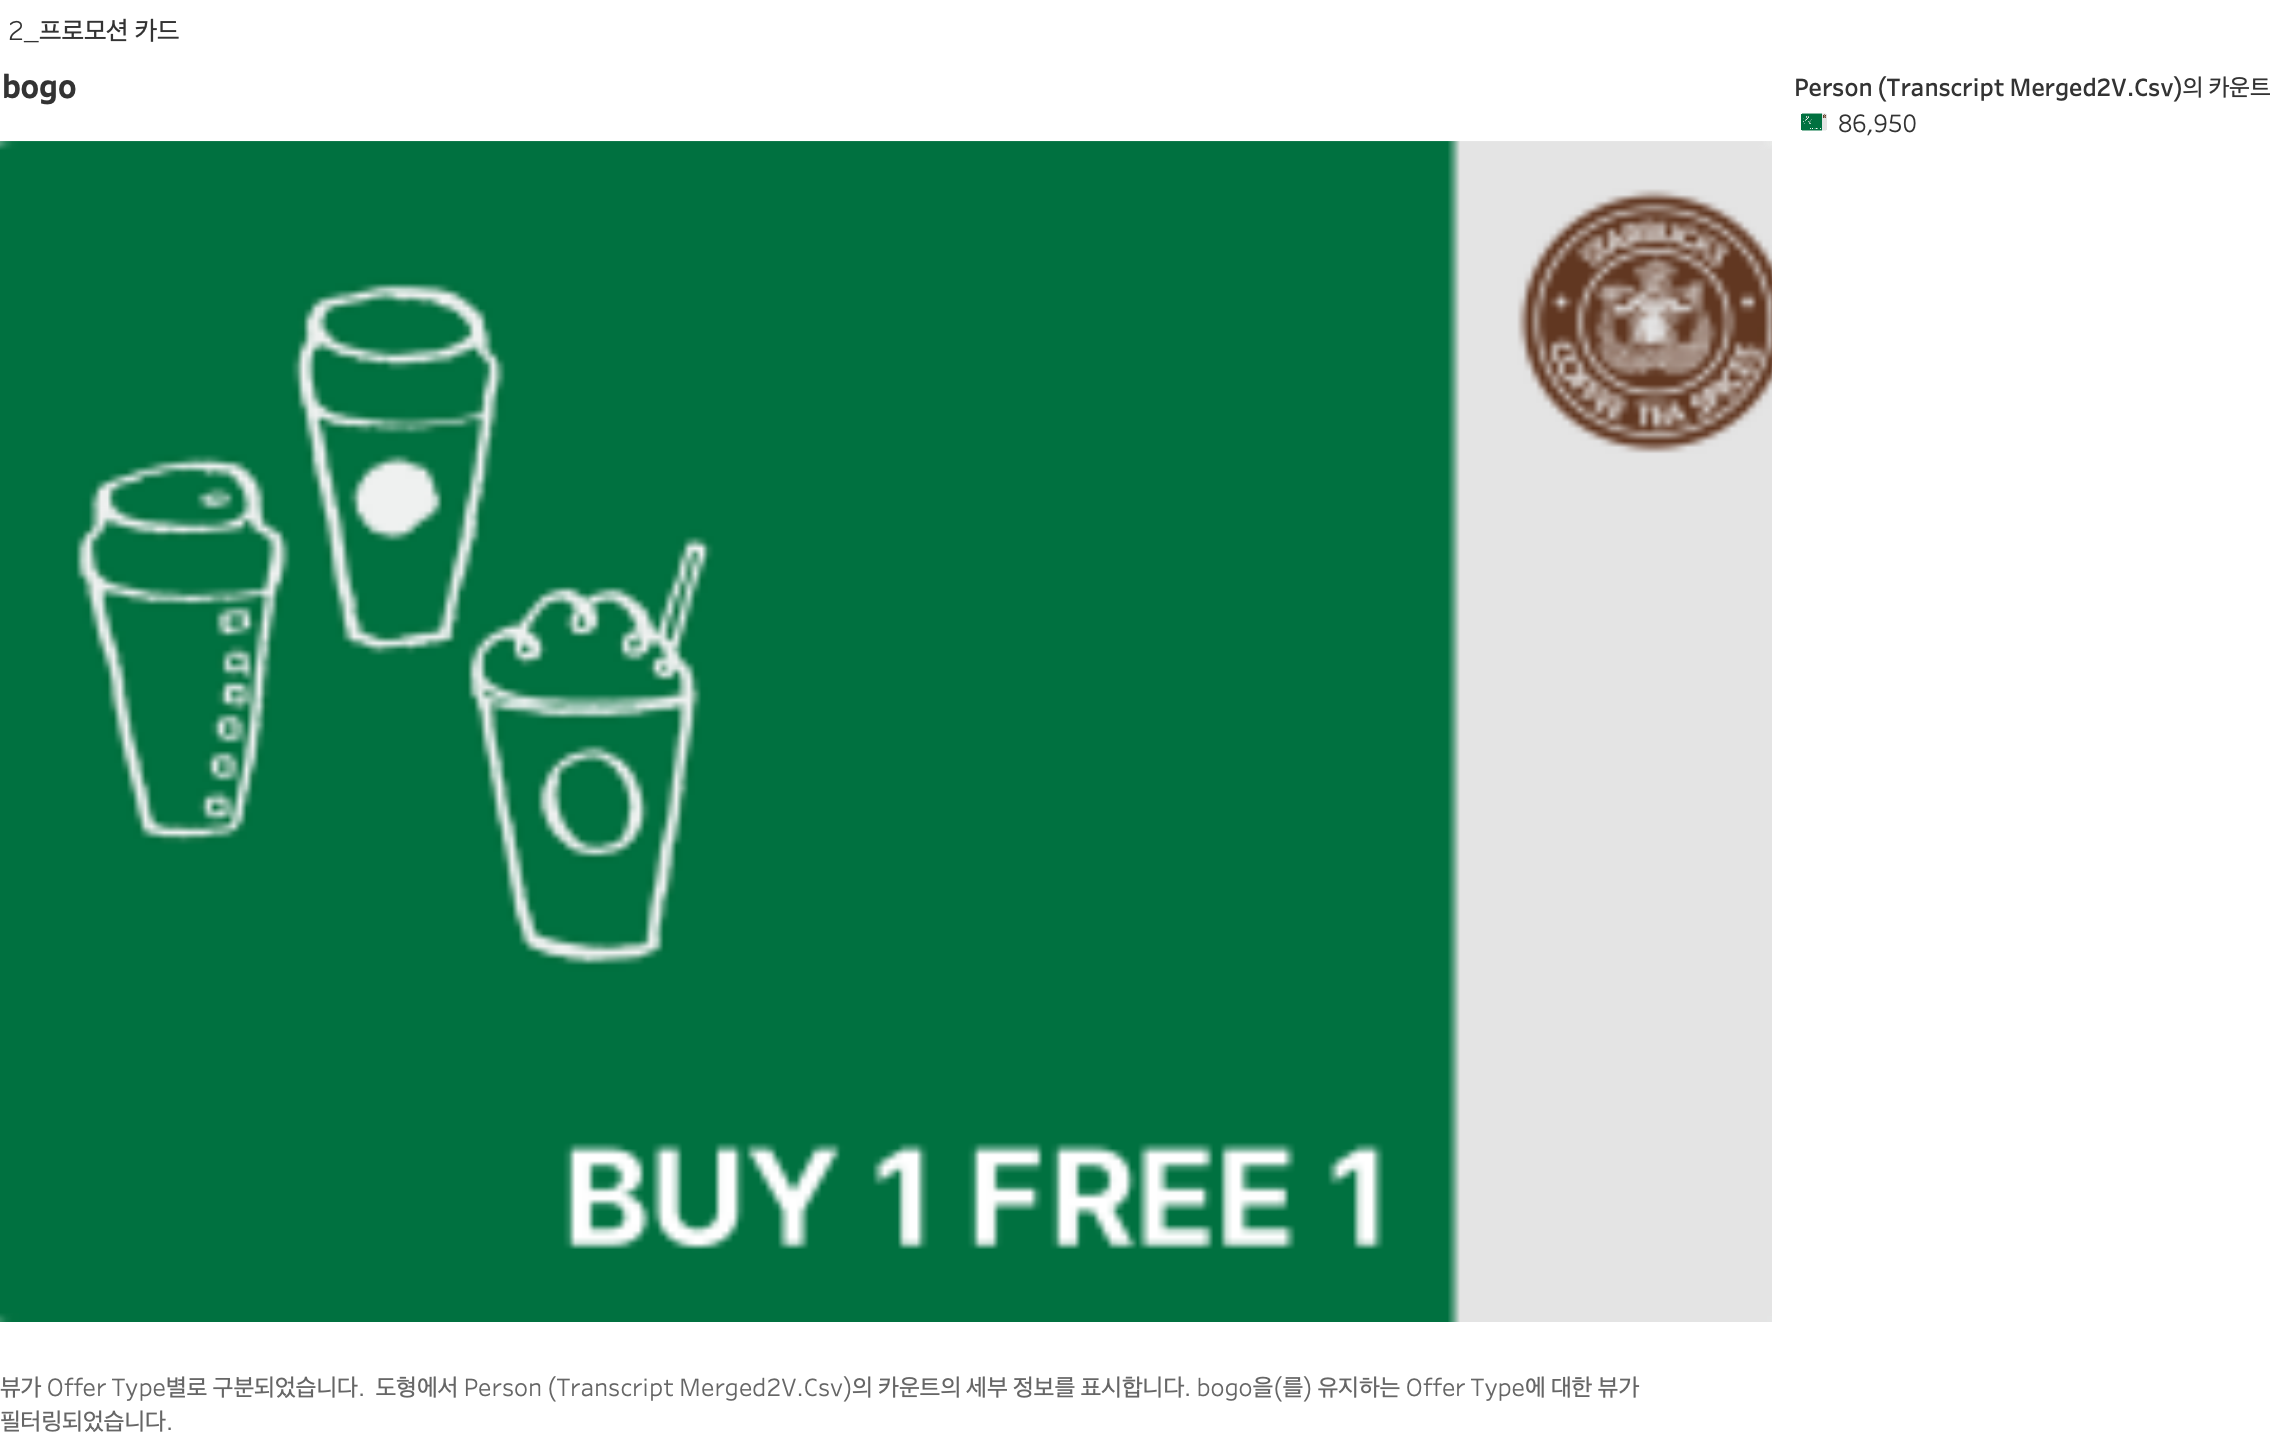 2_프로모션 카드
bogo
Person (Transcript Merged2V.Csv)의 카운트
86,950
STARBUCKS
COFFEE TEA SPICES
BUY 1 FREE 1
뷰가 Offer Type별로 구분되었습니다. 도형에서 Person (Transcript Merged2V.Csv)의 카운트의 세부 정보를 표시합니다. bogo을(를) 유지하는 Offer Type에 대한 뷰가
필터링되었습니다.